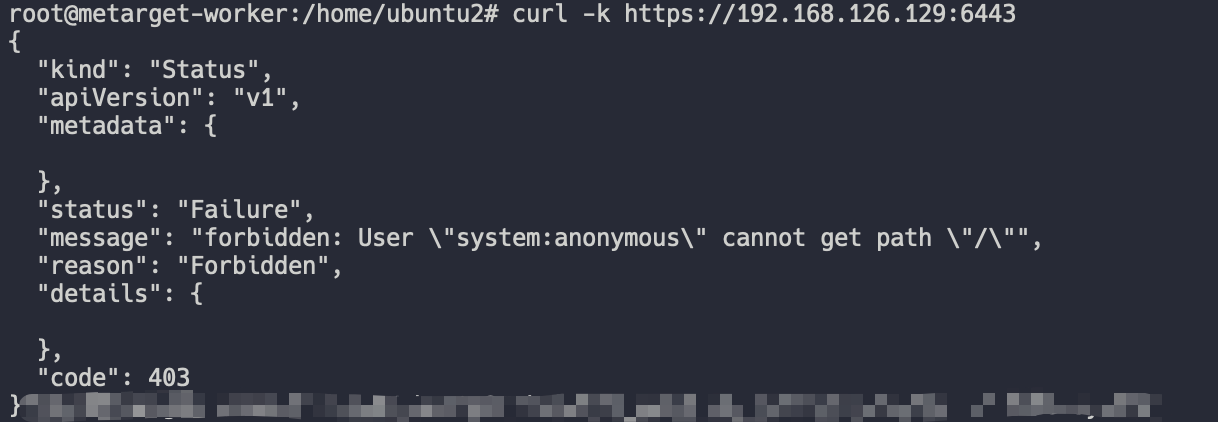 root@metarget-worker:/home/ubuntu2# curl -k https://192.168.126.129:6443
{
  "kind": "Status",
  "apiVersion": "v1",
  "metadata": {

  },
  "status": "Failure",
  "message": "forbidden: User \"system:anonymous\" cannot get path \"/\"",
  "reason": "Forbidden",
  "details": {

  },
  "code": 403
}